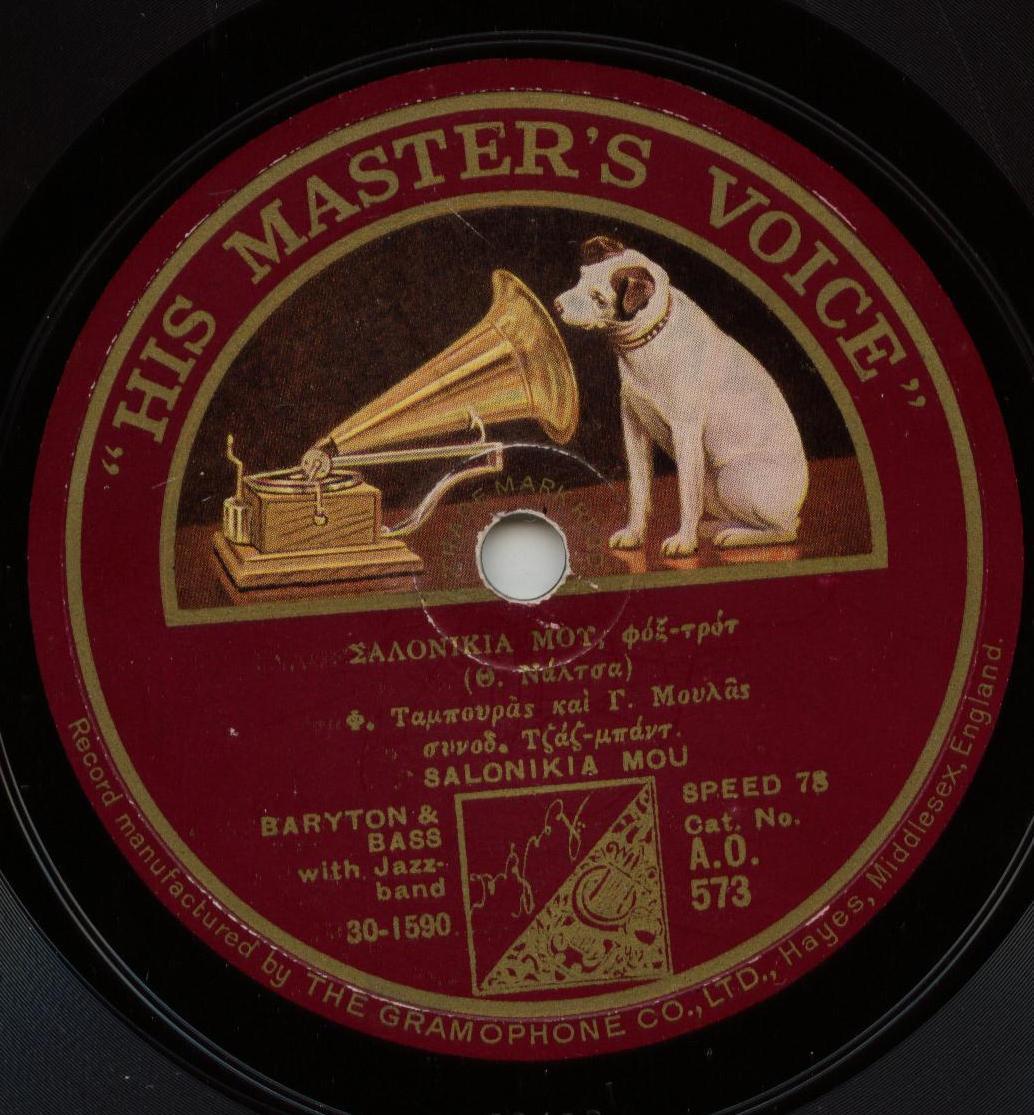 “HIS MASTER'S VOICE”
TRADE MARK
ΣΑΛΟΝΙΚΙΑ ΜΟΥ, φόξ-τρότ
(Θ. Νάλτσα)
Φ. Ταμπουρᾶς καὶ Γ. Μουλᾶς
συνοδ. Τζάζ-μπάντ.
SALONIKIA MOU
BARYTON &
BASS
with Jazz-
band
30-1590
SPEED 78
Cat. No.
A.O.
573
Record manufactured by THE GRAMOPHONE CO., LTD., Hayes, Middlesex, England.